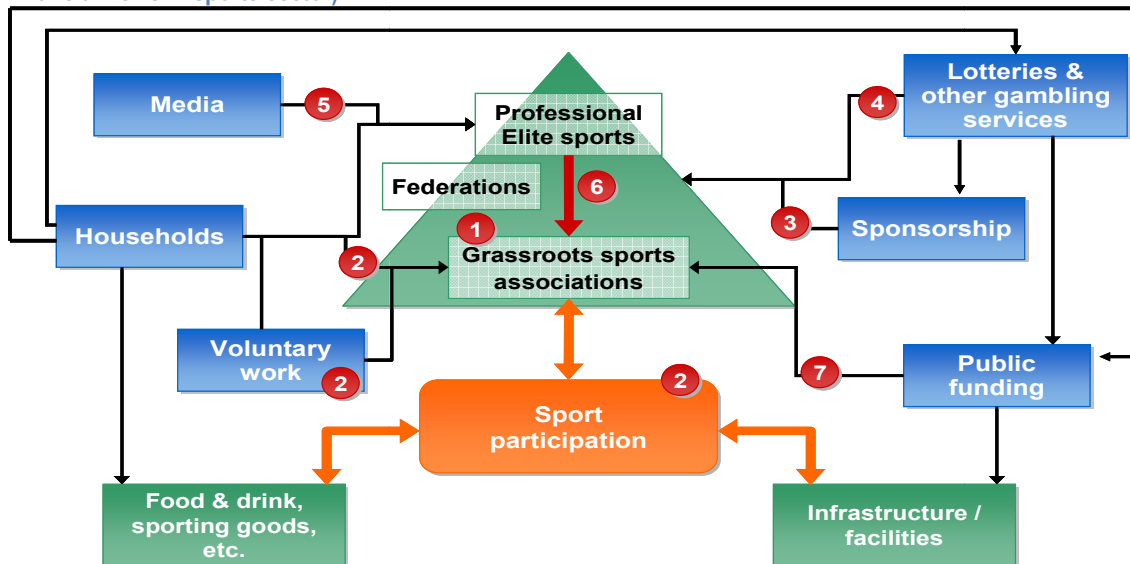 Media
5
Professional
Elite sports
Lotteries &
other gambling
services
4
Federations
6
1
3
Sponsorship
Households
2
Grassroots sports
associations
Voluntary
work
2
7
Public
funding
2
Sport
participation
Food & drink,
sporting goods,
etc.
Infrastructure /
facilities